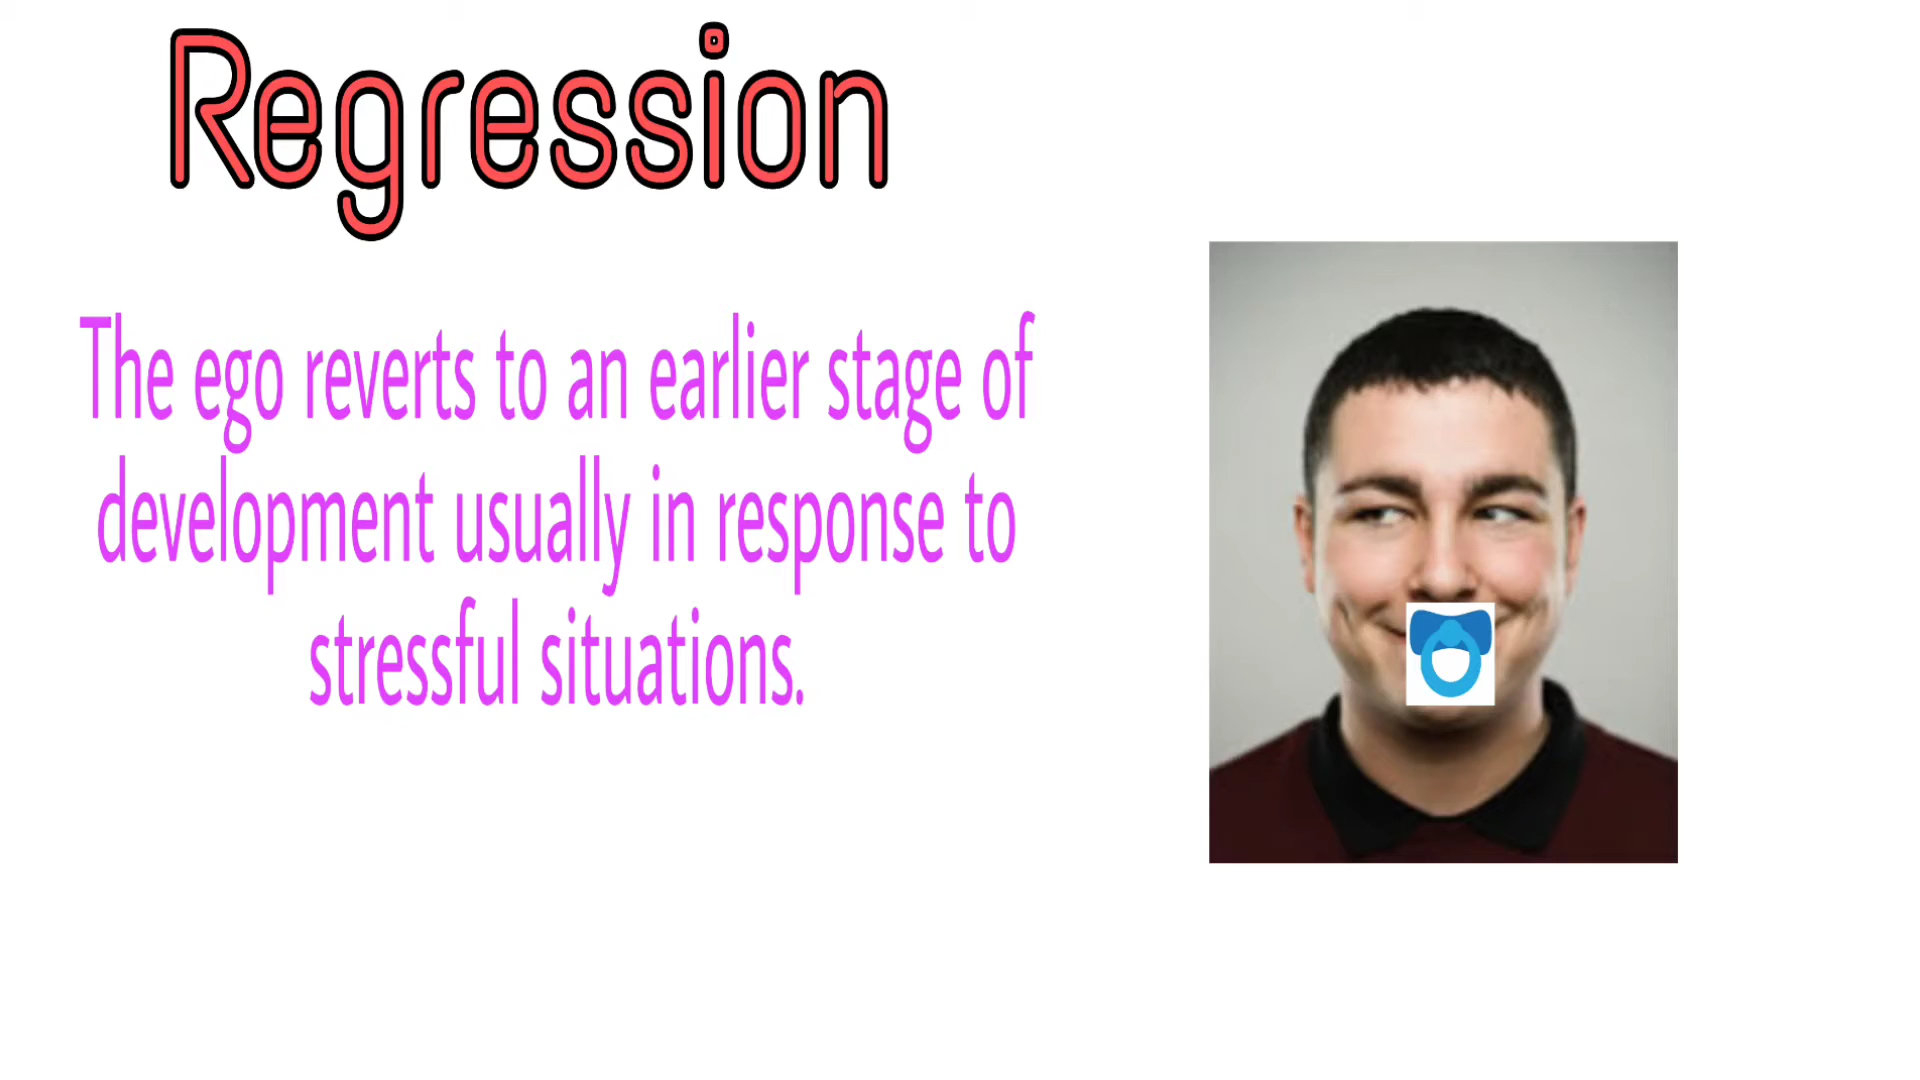 Regression
The ego reverts to an earlier stage of
development usually in response to
stressful situations.